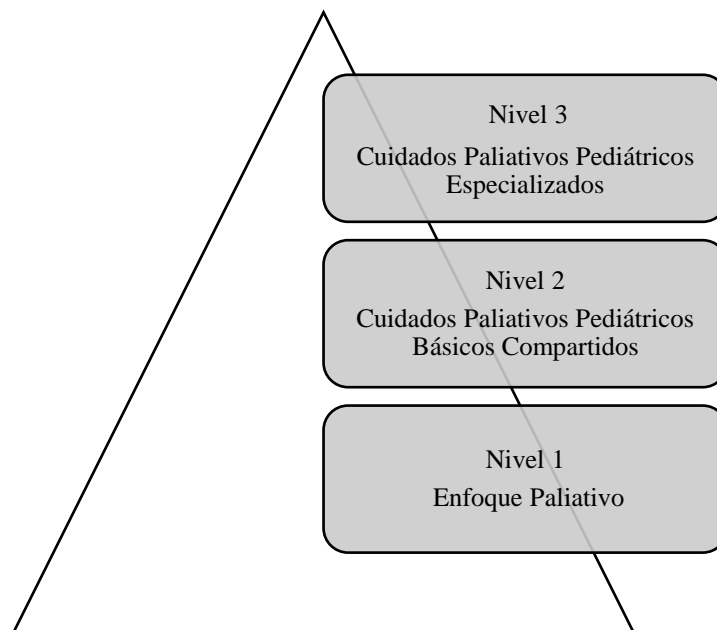 Nivel 3
Cuidados Paliativos Pediátricos
Especializados
Nivel 2
Cuidados Paliativos Pediátricos
Básicos Compartidos
Nivel 1
Enfoque Paliativo